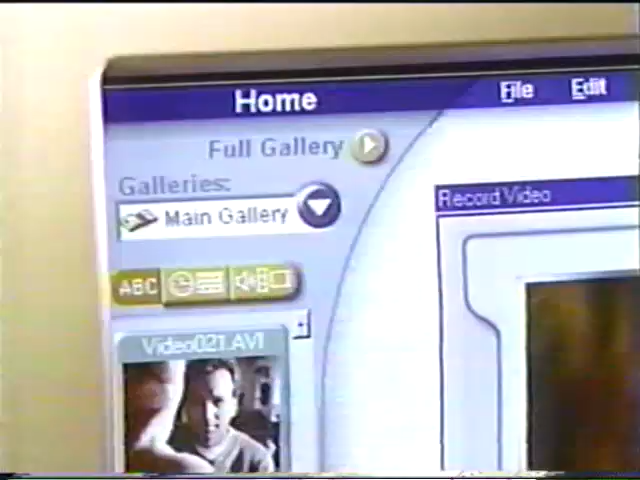 Home
File Edit
Full Gallery
Galleries:
Main Gallery
Record Video
ABC
Video021.AVI